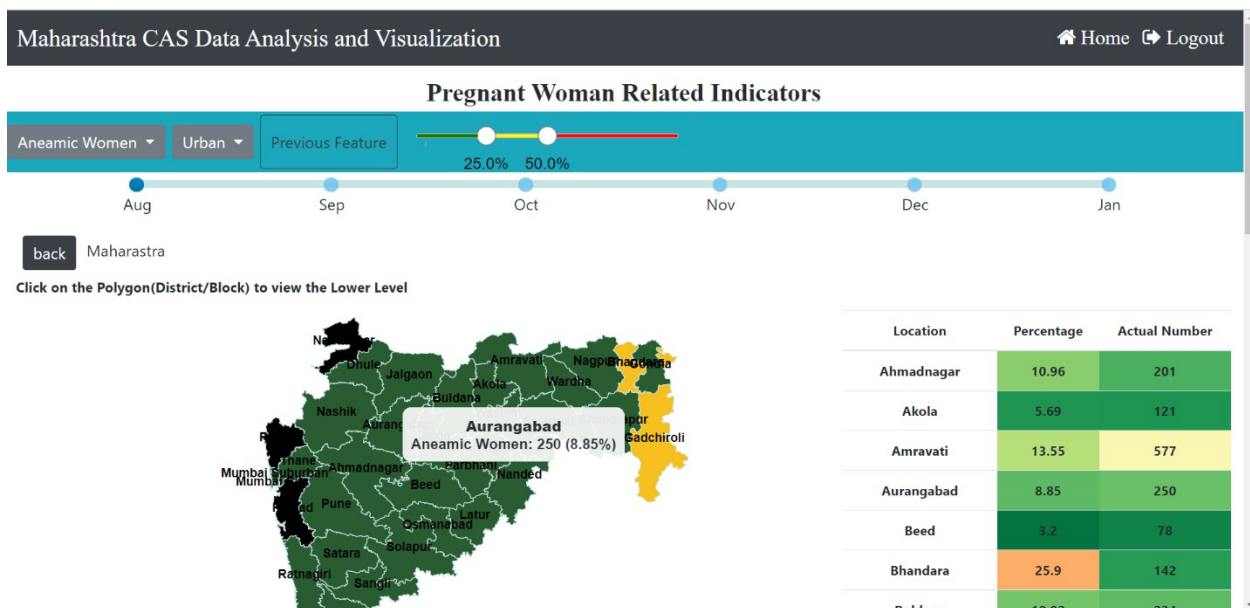 Maharashtra CAS Data Analysis and Visualization
Home Logout
Pregnant Woman Related Indicators
Aneamic Women Urban Previous Feature
25.0% 50.0%
Aug Sep Oct Nov Dec Jan
back Maharastra
Click on the Polygon(District/Block) to view the Lower Level
Dhule
Jalgaon
Amravati
Akola
Wardha
Buldana
Nashik
Aurangabad
Aneamic Women: 250 (8.85%)
Gadchiroli
Thane
Mumbai Suburban
Mumbai
Ahmadnagar
Parbhani
Nanded
Beed
Pune
Latur
Osmanabad
Satara
Solapur
Ratnagiri
Sangli
Location Percentage Actual Number
Ahmadnagar 10.96 201
Akola 5.69 121
Amravati 13.55 577
Aurangabad 8.85 250
Beed 3.2 78
Bhandara 25.9 142